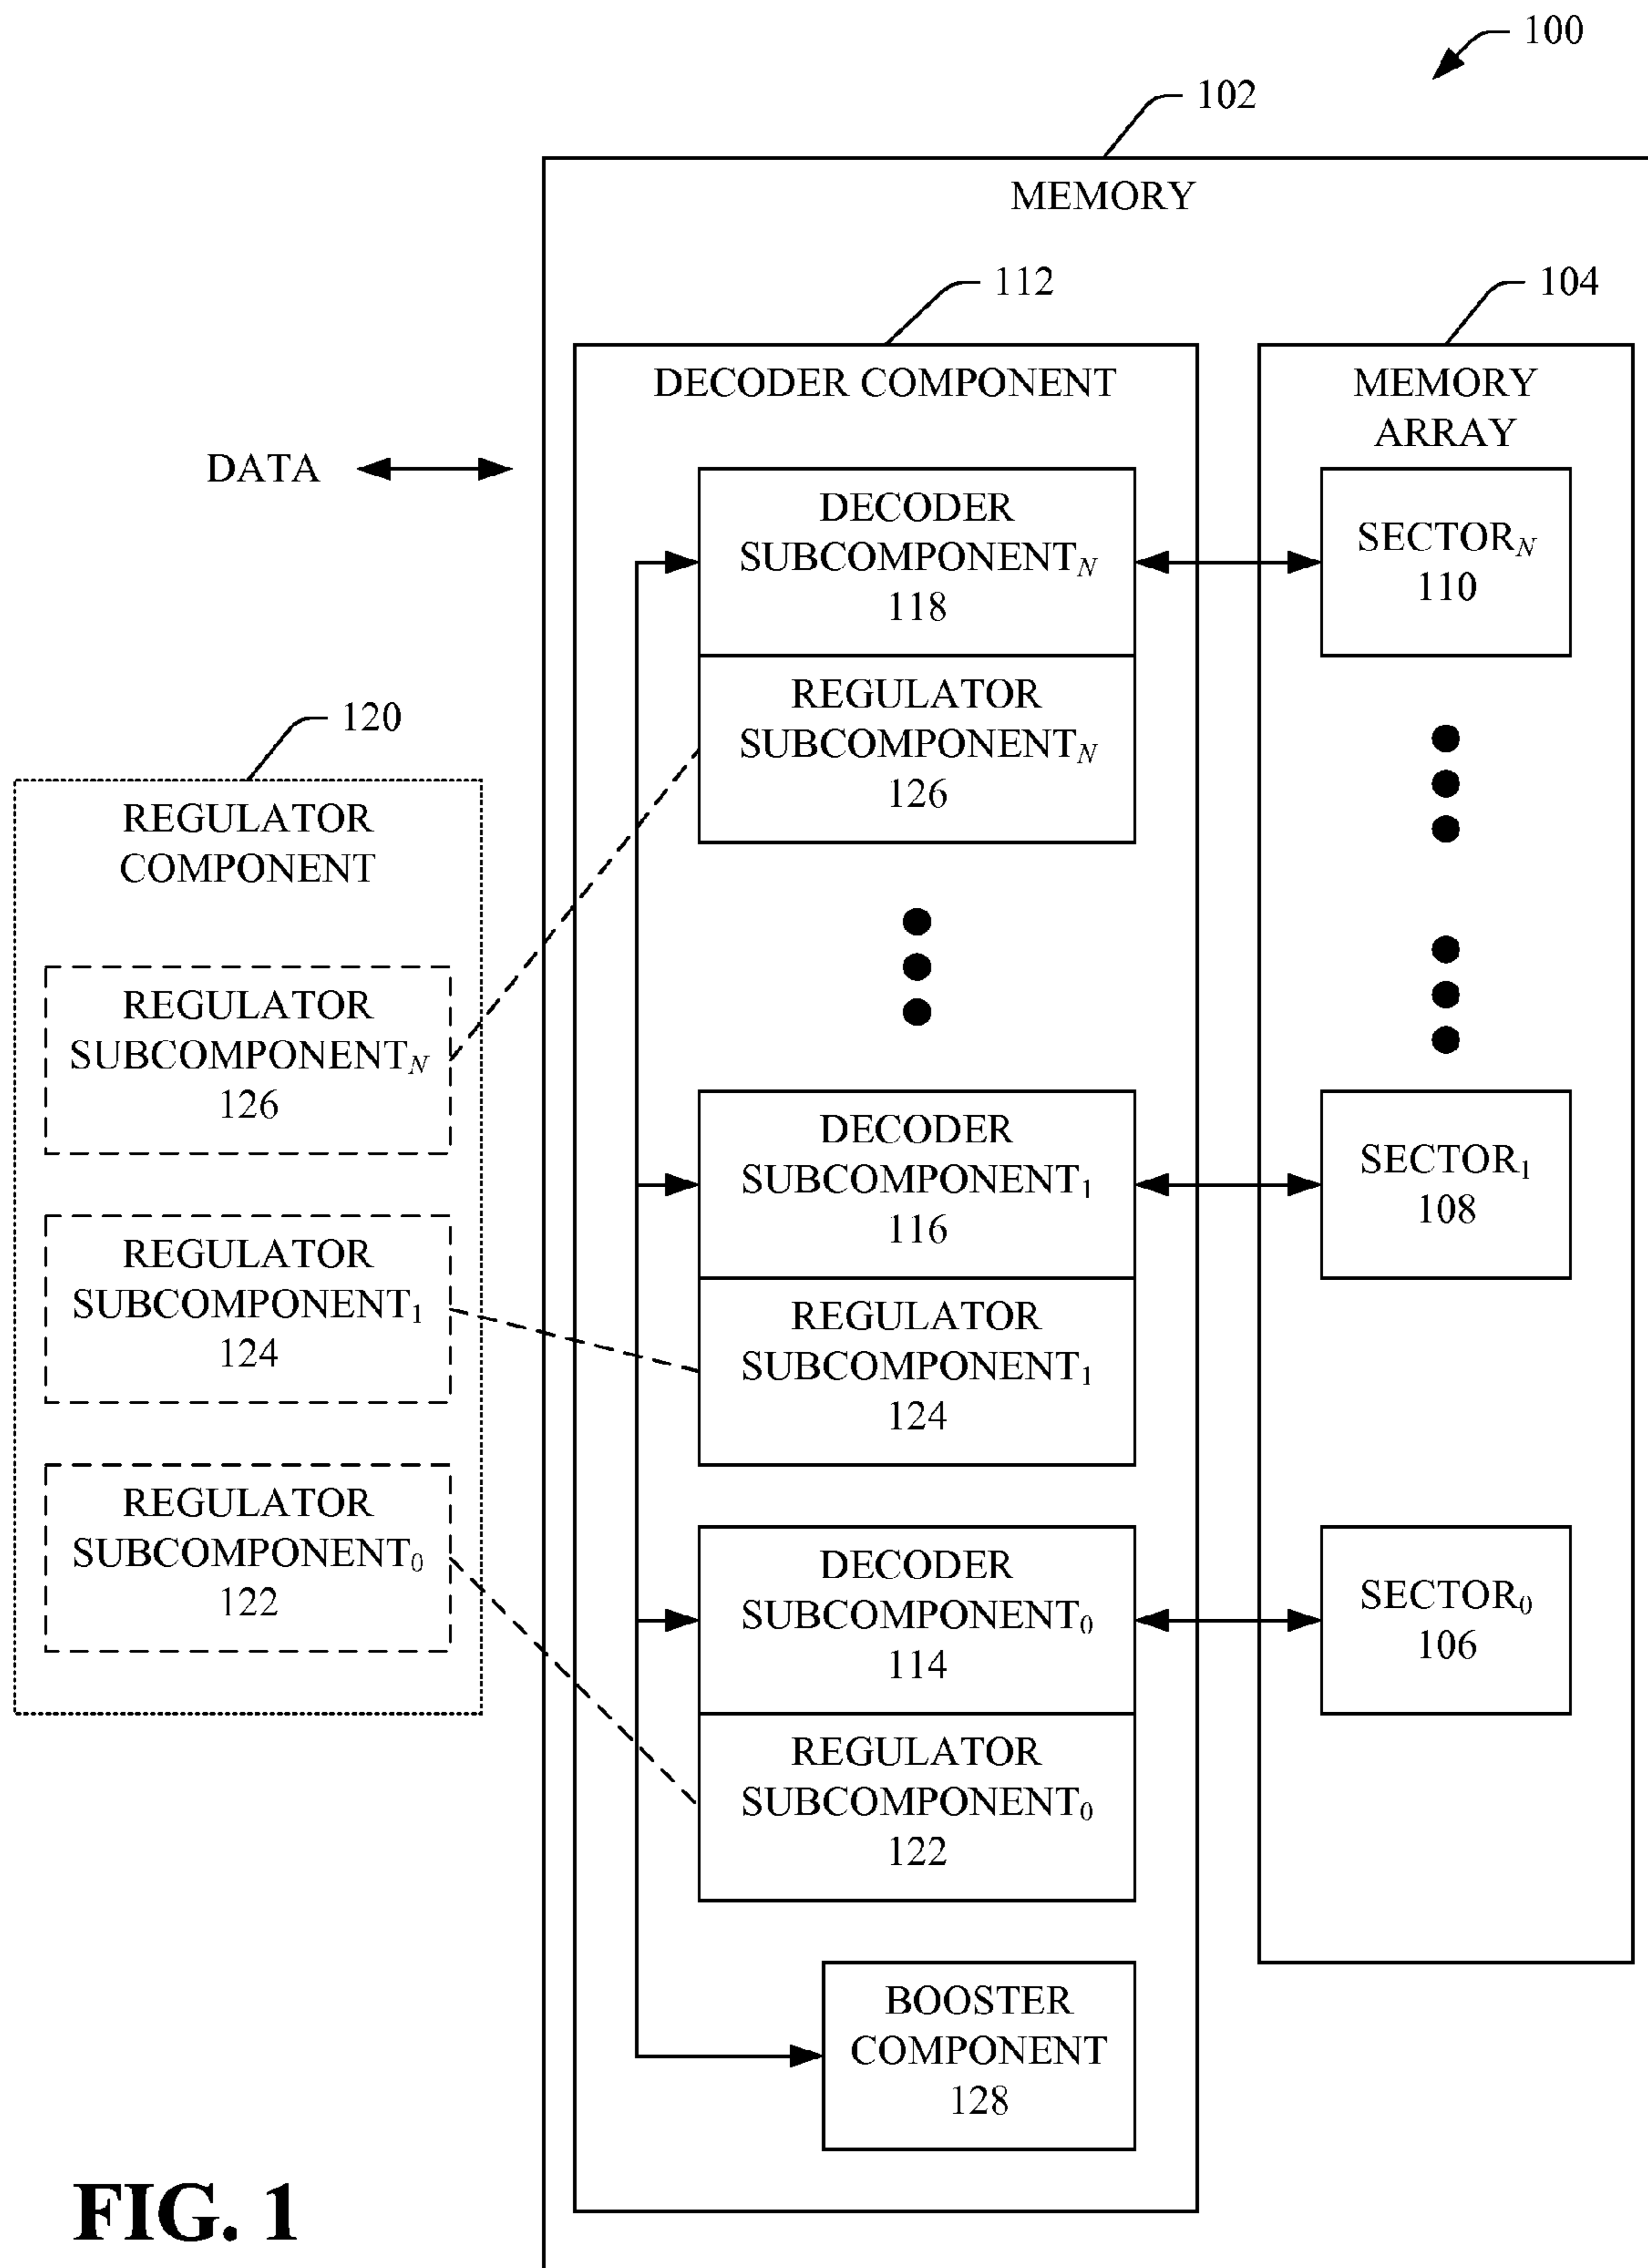 100
102
MEMORY
112
104
DECODER COMPONENT
MEMORY
ARRAY
DATA
DECODER
SUBCOMPONENT_N
118
SECTOR_N
110
REGULATOR
SUBCOMPONENT_N
126
120
REGULATOR
COMPONENT
REGULATOR
SUBCOMPONENT_N
126
DECODER
SUBCOMPONENT_1
116
SECTOR_1
108
REGULATOR
SUBCOMPONENT_1
124
REGULATOR
SUBCOMPONENT_1
124
REGULATOR
SUBCOMPONENT_0
122
DECODER
SUBCOMPONENT_0
114
SECTOR_0
106
REGULATOR
SUBCOMPONENT_0
122
BOOSTER
COMPONENT
128
FIG. 1